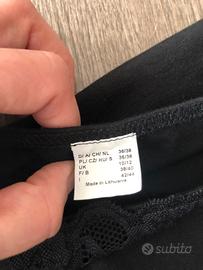 D/ A/ CH/ NL 36/38
PL/ CZ/ HU/ S 36/38
UK 10/12
F/ B 38/40
I 42/44
Made in Lithuania
subito